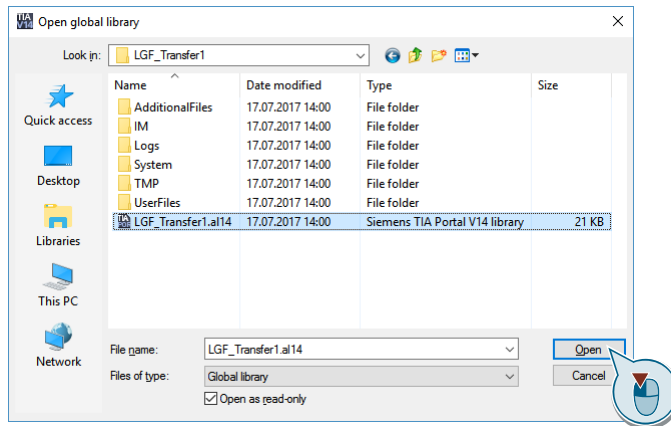 TIA V14 Open global library
Look in: LGF_Transfer1
Name Date modified Type Size
AdditionalFiles 17.07.2017 14:00 File folder
IM 17.07.2017 14:00 File folder
Logs 17.07.2017 14:00 File folder
System 17.07.2017 14:00 File folder
TMP 17.07.2017 14:00 File folder
UserFiles 17.07.2017 14:00 File folder
LGF_Transfer1.al14 17.07.2017 14:00 Siemens TIA Portal V14 library 21 KB
Quick access
Desktop
Libraries
This PC
Network
File name: LGF_Transfer1.al14 Open
Files of type: Global library Cancel
Open as read-only